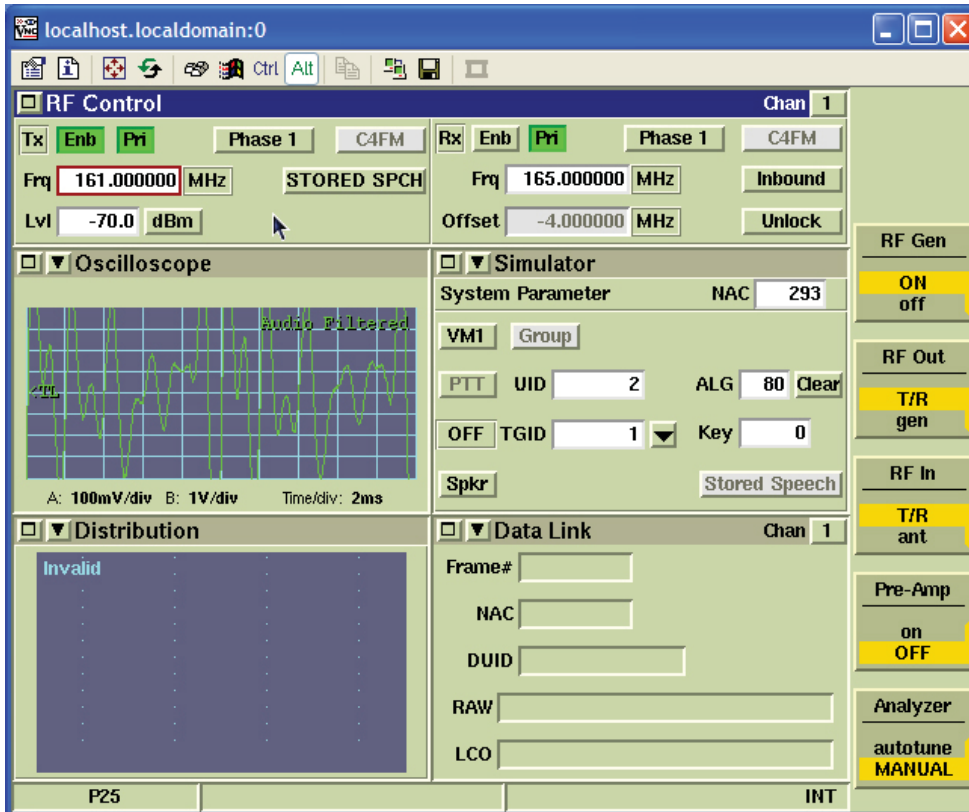 localhost.localdomain:0
Ctrl Alt
RF Control Chan 1
Tx Enb Pri Phase 1 C4FM
Frq 161.000000 MHz STORED SPCH
Lvl -70.0 dBm
Rx Enb Pri Phase 1 C4FM
Frq 165.000000 MHz Inbound
Offset -4.000000 MHz Unlock
Oscilloscope
Audio Filtered
<TL
A: 100mV/div B: 1V/div Time/div: 2ms
Simulator
System Parameter NAC 293
VM1 Group
PTT UID 2 ALG 80 Clear
OFF TGID 1 Key 0
Spkr Stored Speech
Distribution
Invalid
Data Link Chan 1
Frame#
NAC
DUID
RAW
LCO
RF Gen
ON
off
RF Out
T/R
gen
RF In
T/R
ant
Pre-Amp
on
OFF
Analyzer
autotune
MANUAL
P25 INT